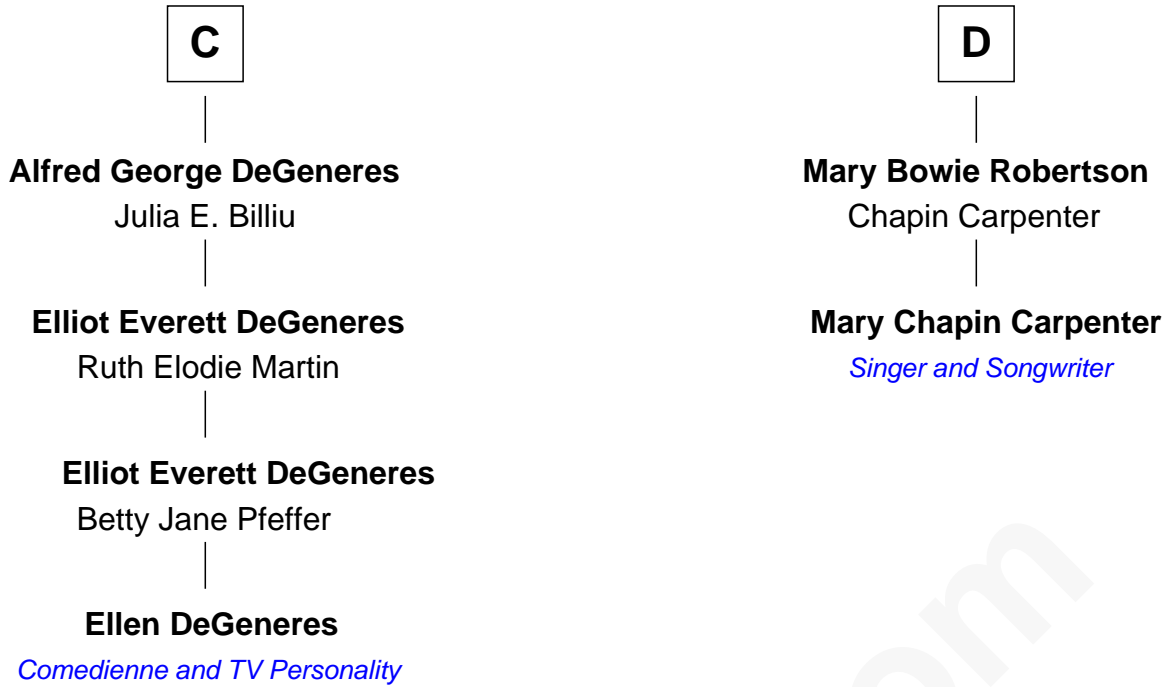 C
Alfred George DeGeneres
Julia E. Billiu
Elliot Everett DeGeneres
Ruth Elodie Martin
Elliot Everett DeGeneres
Betty Jane Pfeffer
Ellen DeGeneres
Comedienne and TV Personality
D
Mary Bowie Robertson
Chapin Carpenter
Mary Chapin Carpenter
Singer and Songwriter
om